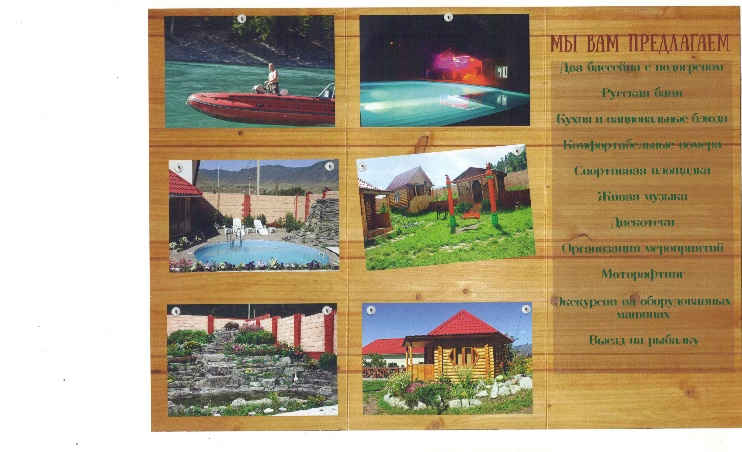 МЫ ВАМ ПРЕДЛАГАЕМ
Два бассейна с подогревом
Русская баня
Кухня и национальные блюда
Комфортабельные номера
Спортивная площадка
Живая музыка
Дискотеки
Организация мероприятий
Моторафтинг
Экскурсии на оборудованных
машинах
Выезд на рыбалку